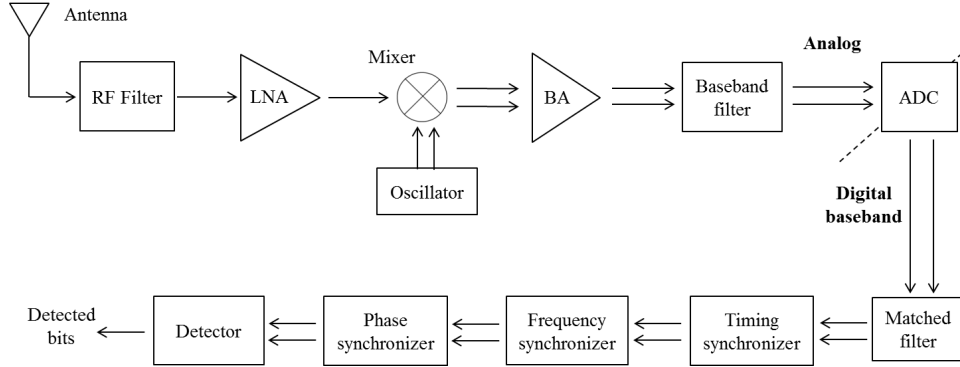 Antenna
RF Filter
LNA
Mixer
Oscillator
BA
Baseband
filter
Analog
ADC
Digital
baseband
Matched
filter
Timing
synchronizer
Frequency
synchronizer
Phase
synchronizer
Detector
Detected
bits